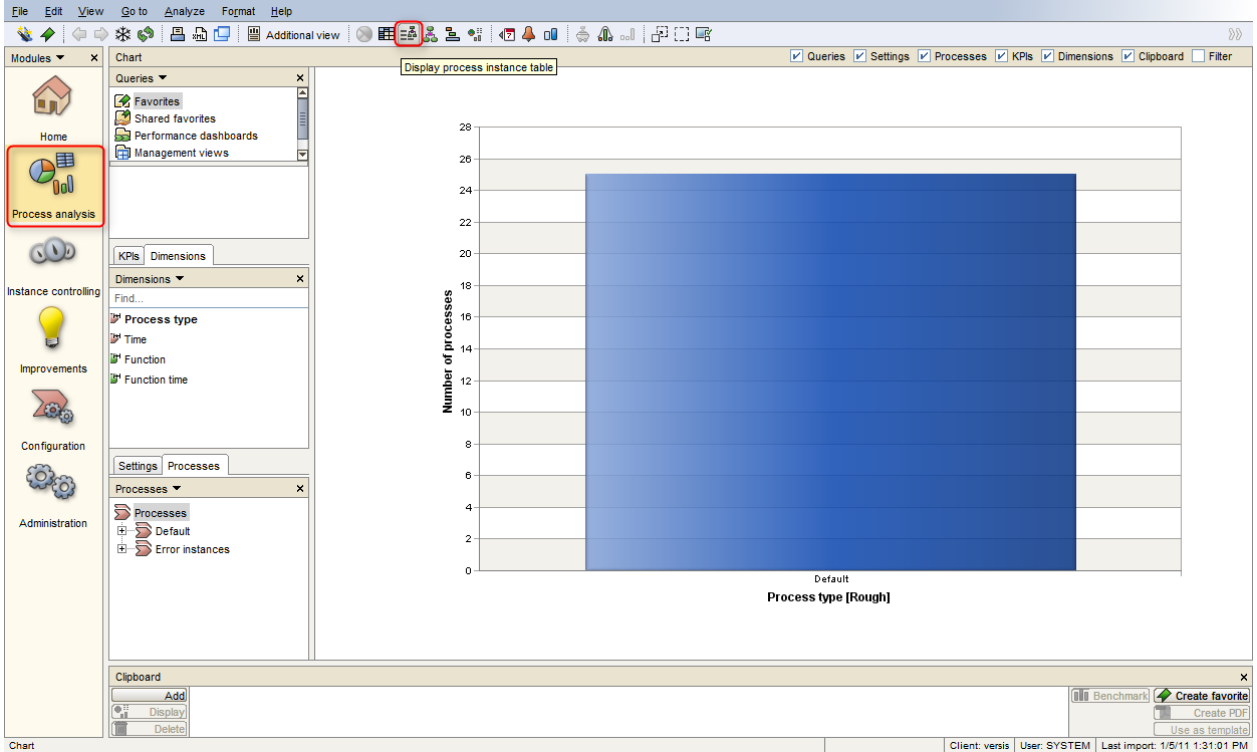 File Edit View Go to Analyze Format Help
Additional view
Modules
Chart
Queries Settings Processes KPIs Dimensions Clipboard Filter
Display process instance table
Home
Process analysis
Instance controlling
Improvements
Configuration
Administration
Queries
Favorites
Shared favorites
Performance dashboards
Management views
KPIs Dimensions
Dimensions
Find...
Process type
Time
Function
Function time
Settings Processes
Processes
Processes
Default
Error instances
Number of processes
28
26
24
22
20
18
16
14
12
10
8
6
4
2
0
Default
Process type [Rough]
Clipboard
Add
Display
Delete
Benchmark
Create favorite
Create PDF
Use as template
Chart
Client: versis User: SYSTEM Last import: 1/5/11 1:31:01 PM